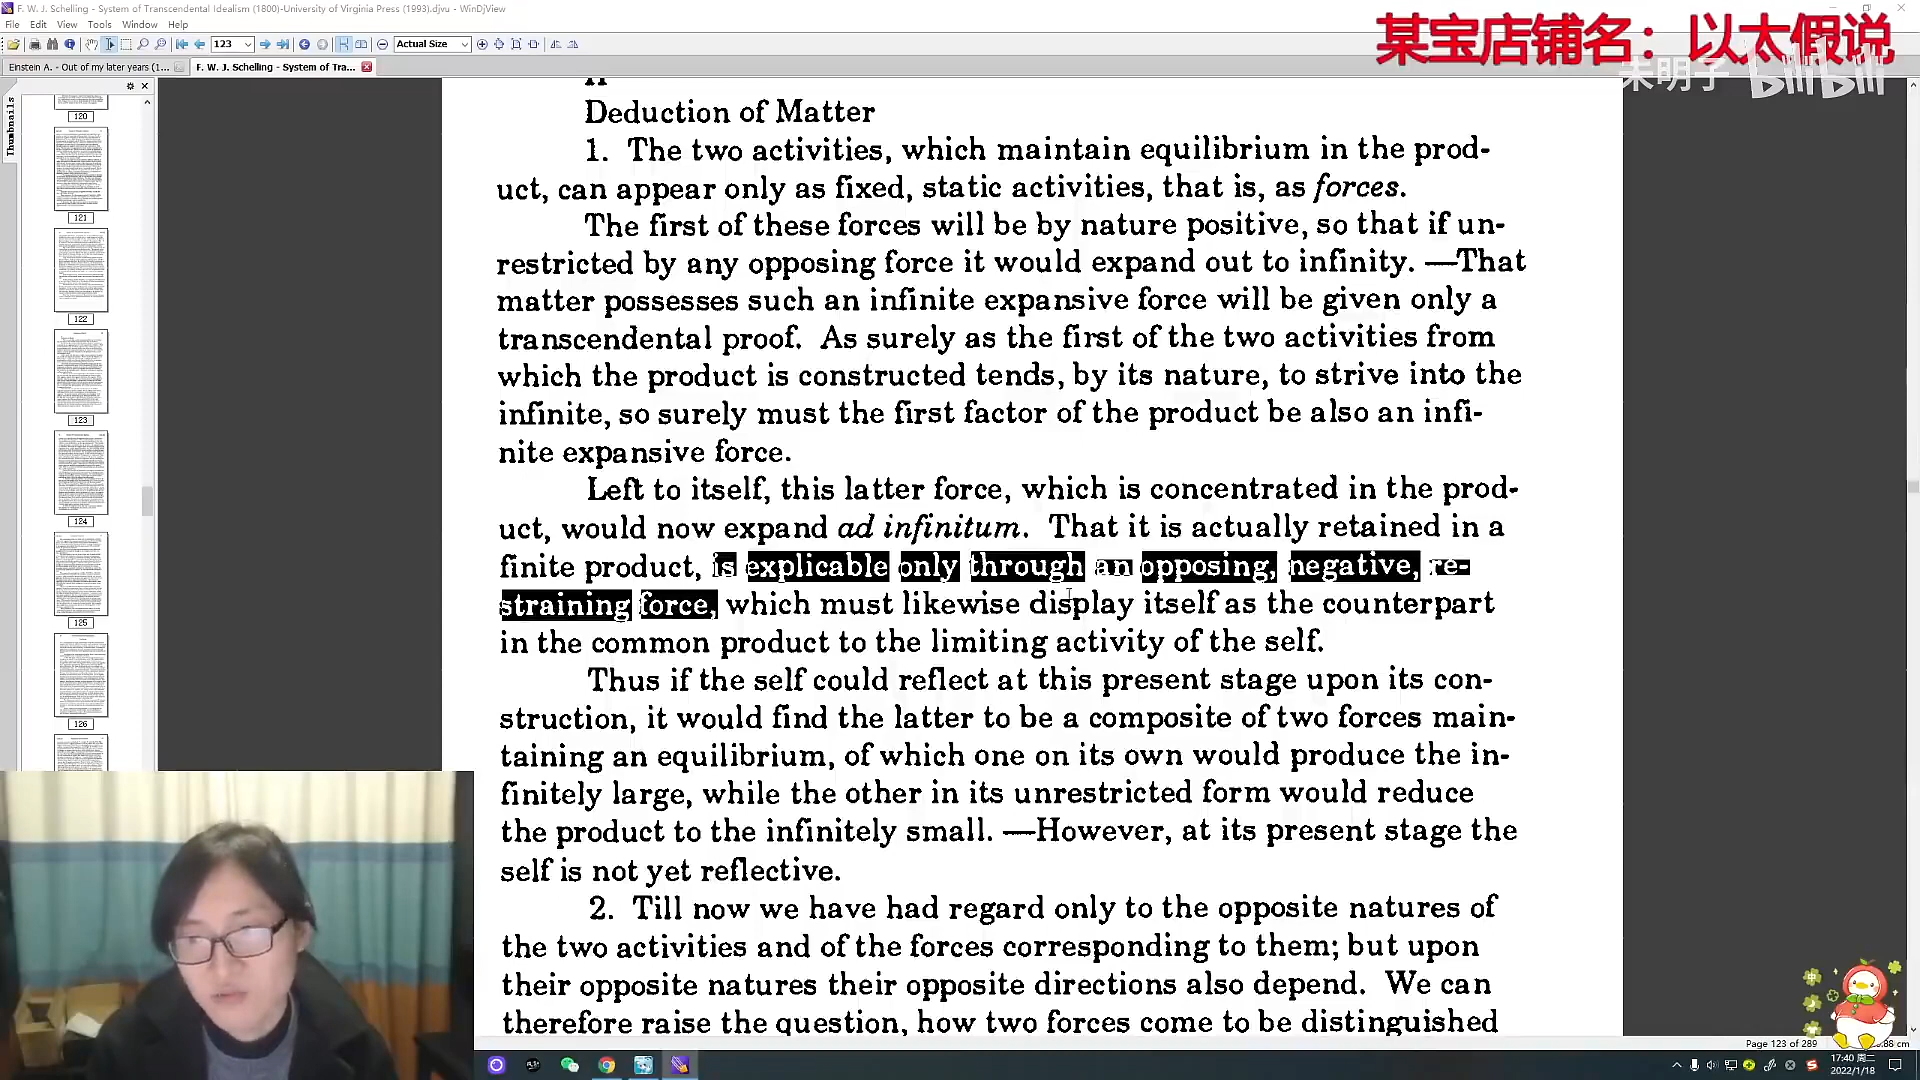 F. W. J. Schelling - System of Transcendental Idealism (1800)-University of Virginia Press (1993).djvu - WinDjView
File Edit View Tools Window Help
123
Actual Size
Einstein A. - Out of my later years (1...
F. W. J. Schelling - System of Tra...
某宝店铺名：以太假说
朱明子 bilibili
Thumbnails
120
121
122
123
124
125
126
Deduction of Matter
1. The two activities, which maintain equilibrium in the prod-
uct, can appear only as fixed, static activities, that is, as forces.
The first of these forces will be by nature positive, so that if un-
restricted by any opposing force it would expand out to infinity. —That
matter possesses such an infinite expansive force will be given only a
transcendental proof. As surely as the first of the two activities from
which the product is constructed tends, by its nature, to strive into the
infinite, so surely must the first factor of the product be also an infi-
nite expansive force.
Left to itself, this latter force, which is concentrated in the prod-
uct, would now expand ad infinitum. That it is actually retained in a
finite product, is explicable only through an opposing, negative, re-
straining force, which must likewise display itself as the counterpart
in the common product to the limiting activity of the self.
Thus if the self could reflect at this present stage upon its con-
struction, it would find the latter to be a composite of two forces main-
taining an equilibrium, of which one on its own would produce the in-
finitely large, while the other in its unrestricted form would reduce
the product to the infinitely small. —However, at its present stage the
self is not yet reflective.
2. Till now we have had regard only to the opposite natures of
the two activities and of the forces corresponding to them; but upon
their opposite natures their opposite directions also depend. We can
therefore raise the question, how two forces come to be distinguished
Page 123 of 289
17:40 周二
2022/1/18